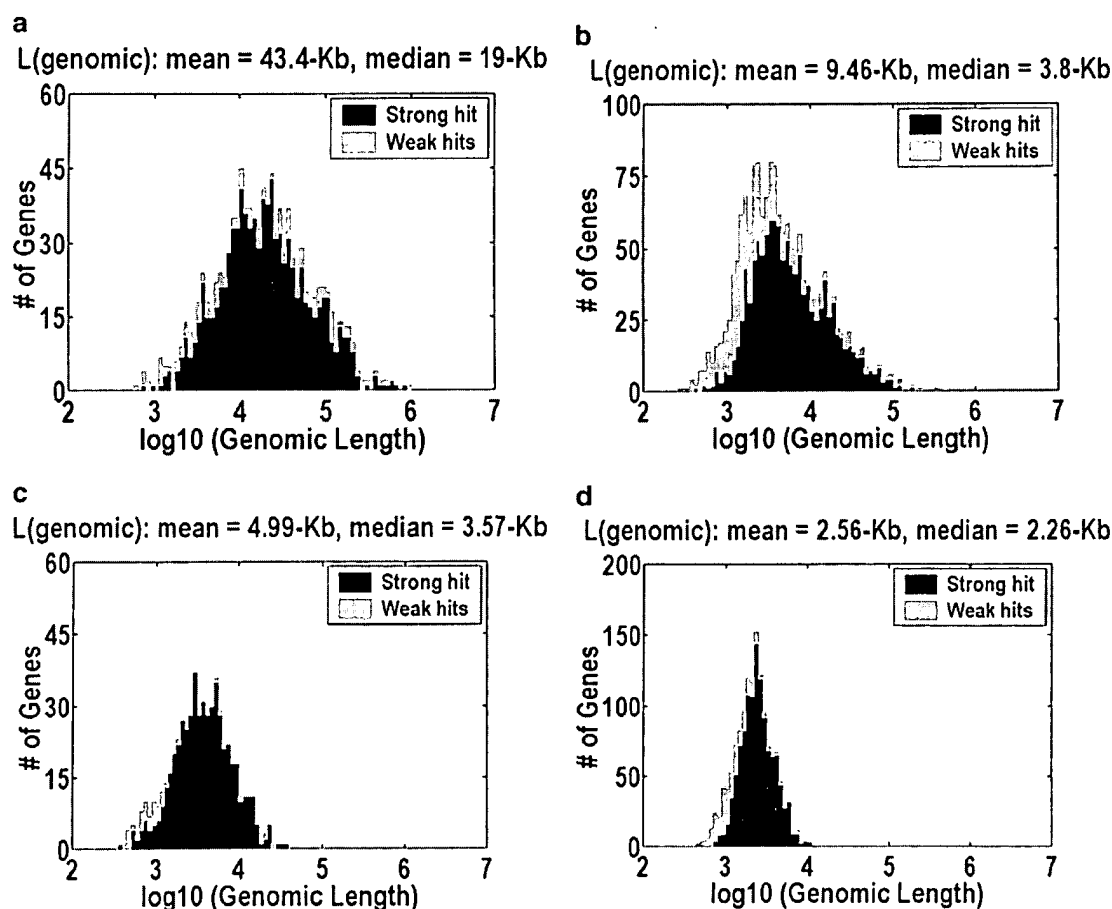 a
L(genomic): mean = 43.4-Kb, median = 19-Kb
60
45
30
15
0
# of Genes
Strong hit
Weak hits
2 3 4 5 6 7
log10 (Genomic Length)
b
L(genomic): mean = 9.46-Kb, median = 3.8-Kb
100
75
50
25
0
# of Genes
Strong hit
Weak hits
2 3 4 5 6 7
log10 (Genomic Length)
c
L(genomic): mean = 4.99-Kb, median = 3.57-Kb
60
45
30
15
0
# of Genes
Strong hit
Weak hits
2 3 4 5 6 7
log10 (Genomic Length)
d
L(genomic): mean = 2.56-Kb, median = 2.26-Kb
200
150
100
50
0
# of Genes
Strong hit
Weak hits
2 3 4 5 6 7
log10 (Genomic Length)